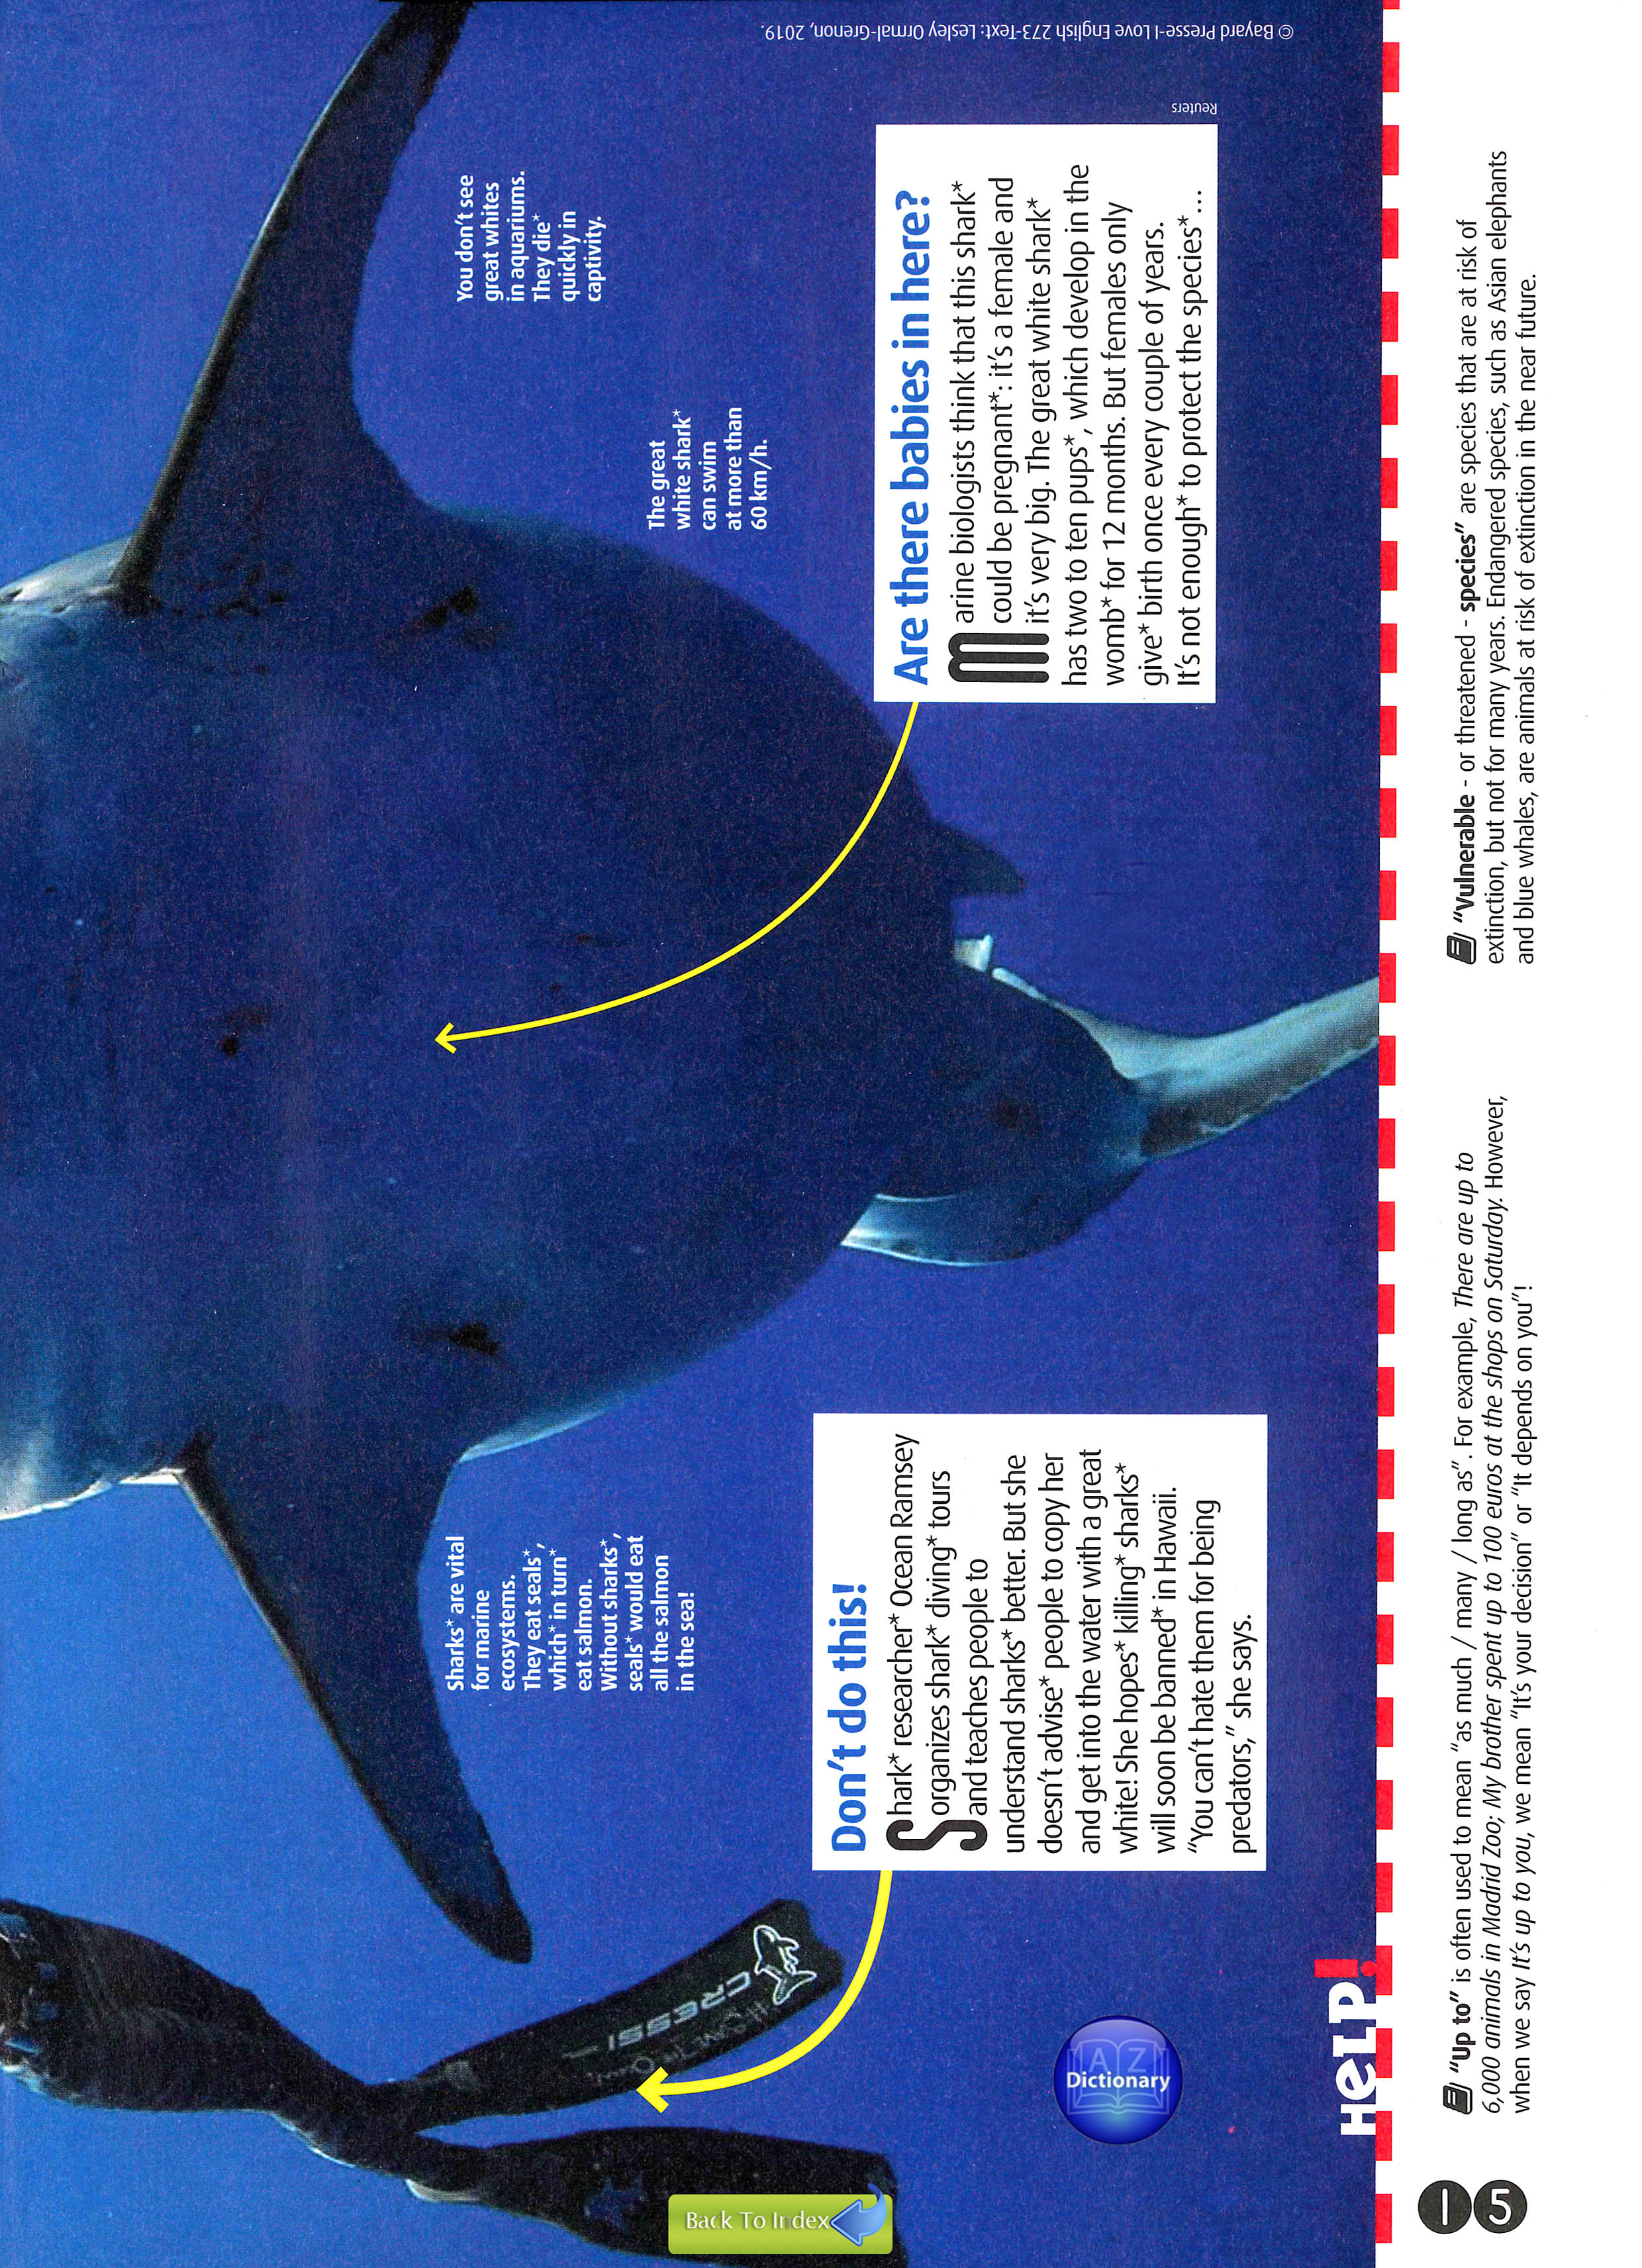 Sharks* are vital
for marine
ecosystems.
They eat seals*,
which* in turn*
eat salmon.
Without sharks*,
seals* would eat
all the salmon
in the sea!
You don't see
great whites
in aquariums.
They die*
quickly in
captivity.
The great
white shark*
can swim
at more than
60 km/h.
CRESSI
Don't do this!
Shark* researcher* Ocean Ramsey
organizes shark* diving* tours
and teaches people to
understand sharks* better. But she
doesn't advise* people to copy her
and get into the water with a great
white! She hopes* killing* sharks*
will soon be banned* in Hawaii.
"You can't hate them for being
predators," she says.
Are there babies in here?
Marine biologists think that this shark*
could be pregnant*: it's a female and
it's very big. The great white shark*
has two to ten pups*, which develop in the
womb* for 12 months. But females only
give* birth once every couple of years.
It's not enough* to protect the species*...
Reuters
© Bayard Presse-I Love English 273-Text: Lesley Ormal-Grenon, 2019.
A Z
Dictionary
Back To Index
HELP!
"Up to" is often used to mean "as much / many / long as". For example, There are up to
6,000 animals in Madrid Zoo; My brother spent up to 100 euros at the shops on Saturday. However,
when we say It's up to you, we mean "It's your decision" or "It depends on you"!
"Vulnerable - or threatened - species" are species that are at risk of
extinction, but not for many years. Endangered species, such as Asian elephants
and blue whales, are animals at risk of extinction in the near future.
15